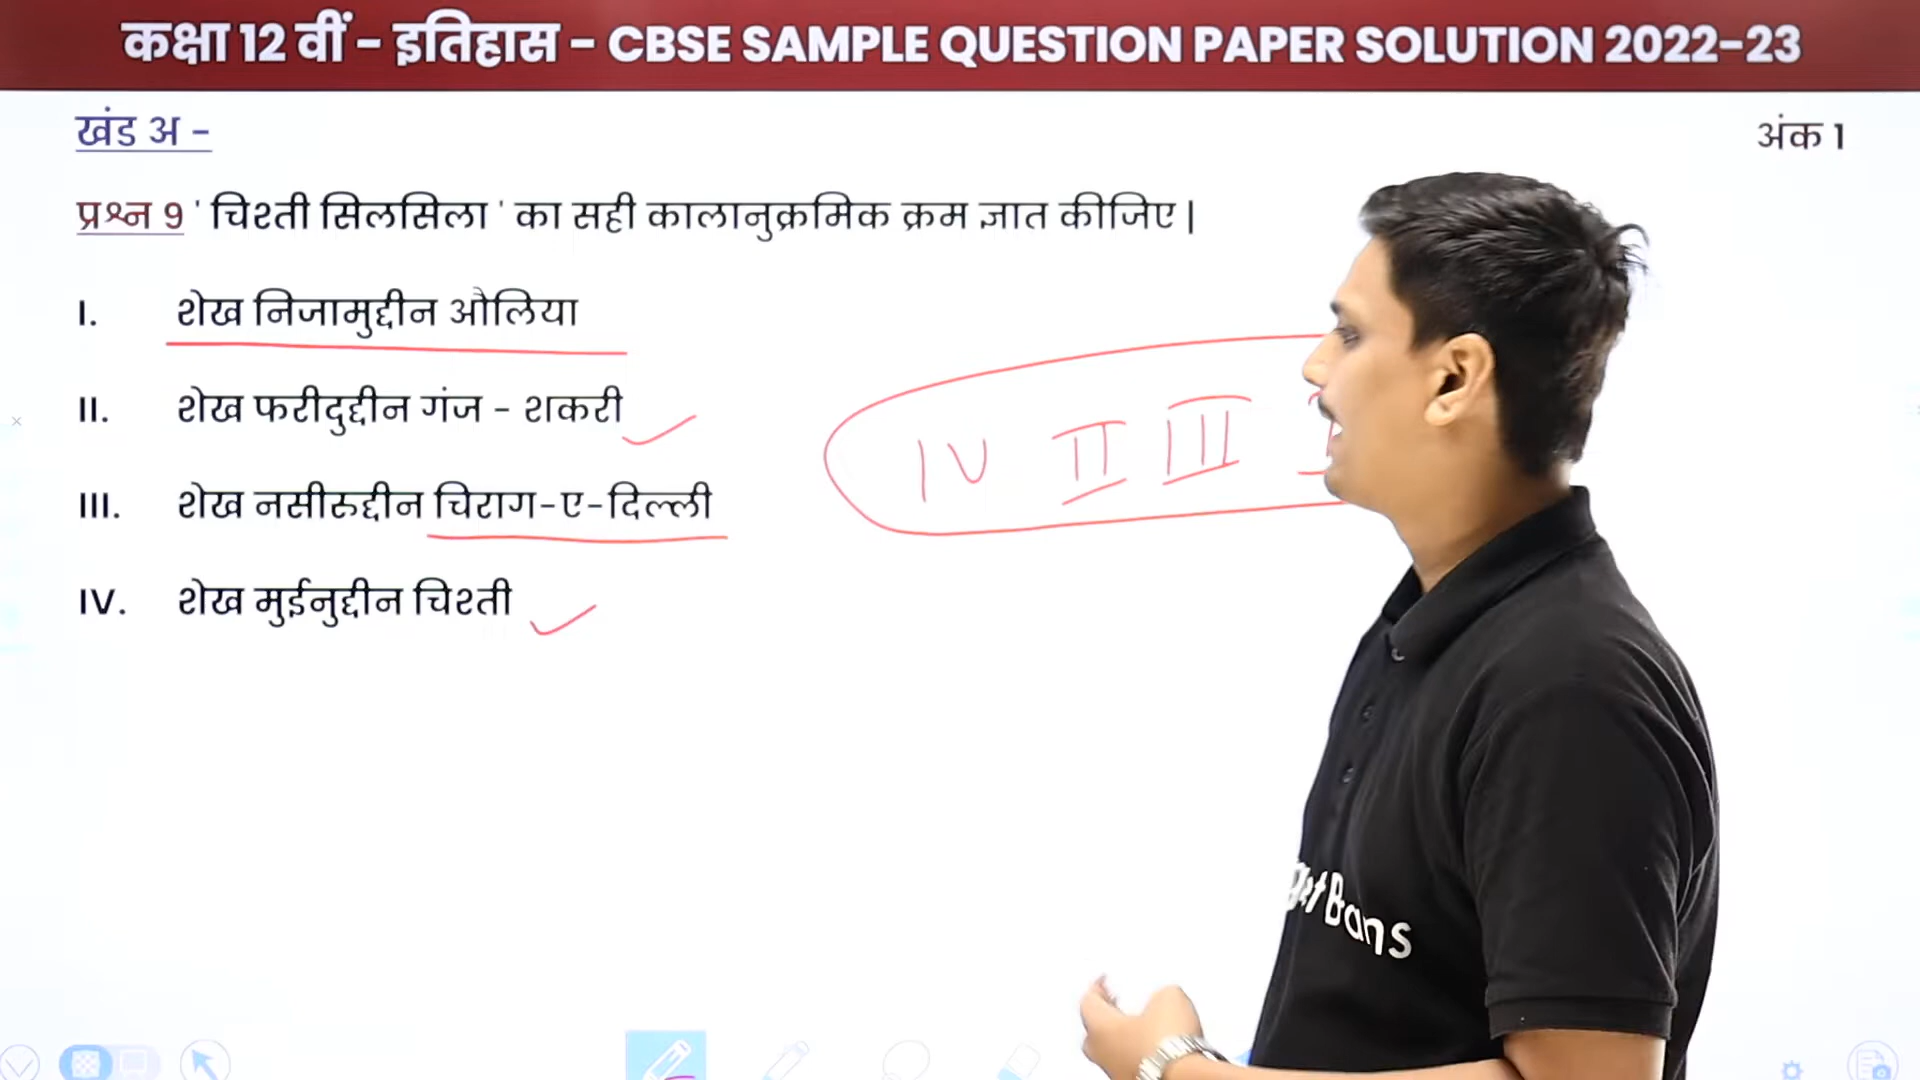 कक्षा 12 वीं – इतिहास – CBSE SAMPLE QUESTION PAPER SOLUTION 2022-23
खंड अ –
अंक 1
प्रश्न 9 ' चिश्ती सिलसिला ' का सही कालानुक्रमिक क्रम ज्ञात कीजिए |
I. शेख निजामुद्दीन औलिया
II. शेख फरीदुद्दीन गंज – शकरी
III. शेख नसीरुद्दीन चिराग-ए-दिल्ली
IV. शेख मुईनुद्दीन चिश्ती
IV II III
Bans